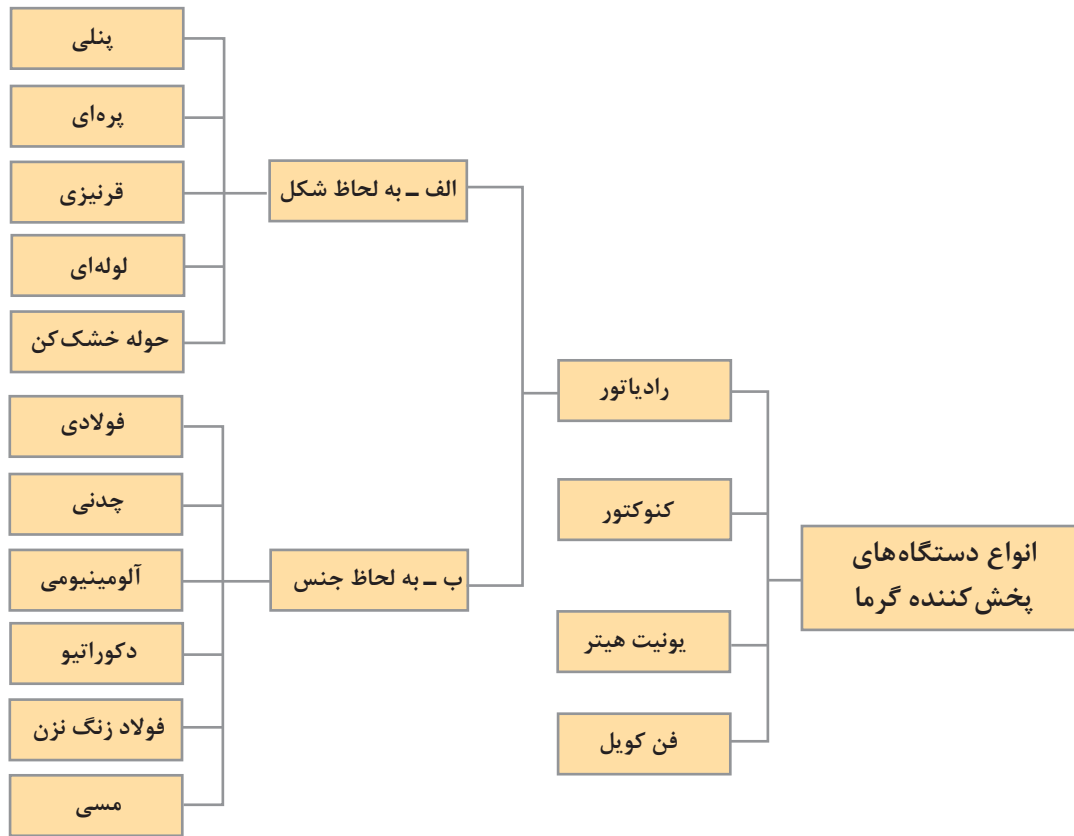 انواع دستگاه‌های
پخش‌کننده گرما
رادیاتور
کنوکتور
یونیت هیتر
فن کویل
الف ـ به لحاظ شکل
پنلی
پره‌ای
قرنیزی
لوله‌ای
حوله خشک‌کن
ب ـ به لحاظ جنس
فولادی
چدنی
آلومینیومی
دکوراتیو
فولاد زنگ نزن
مسی